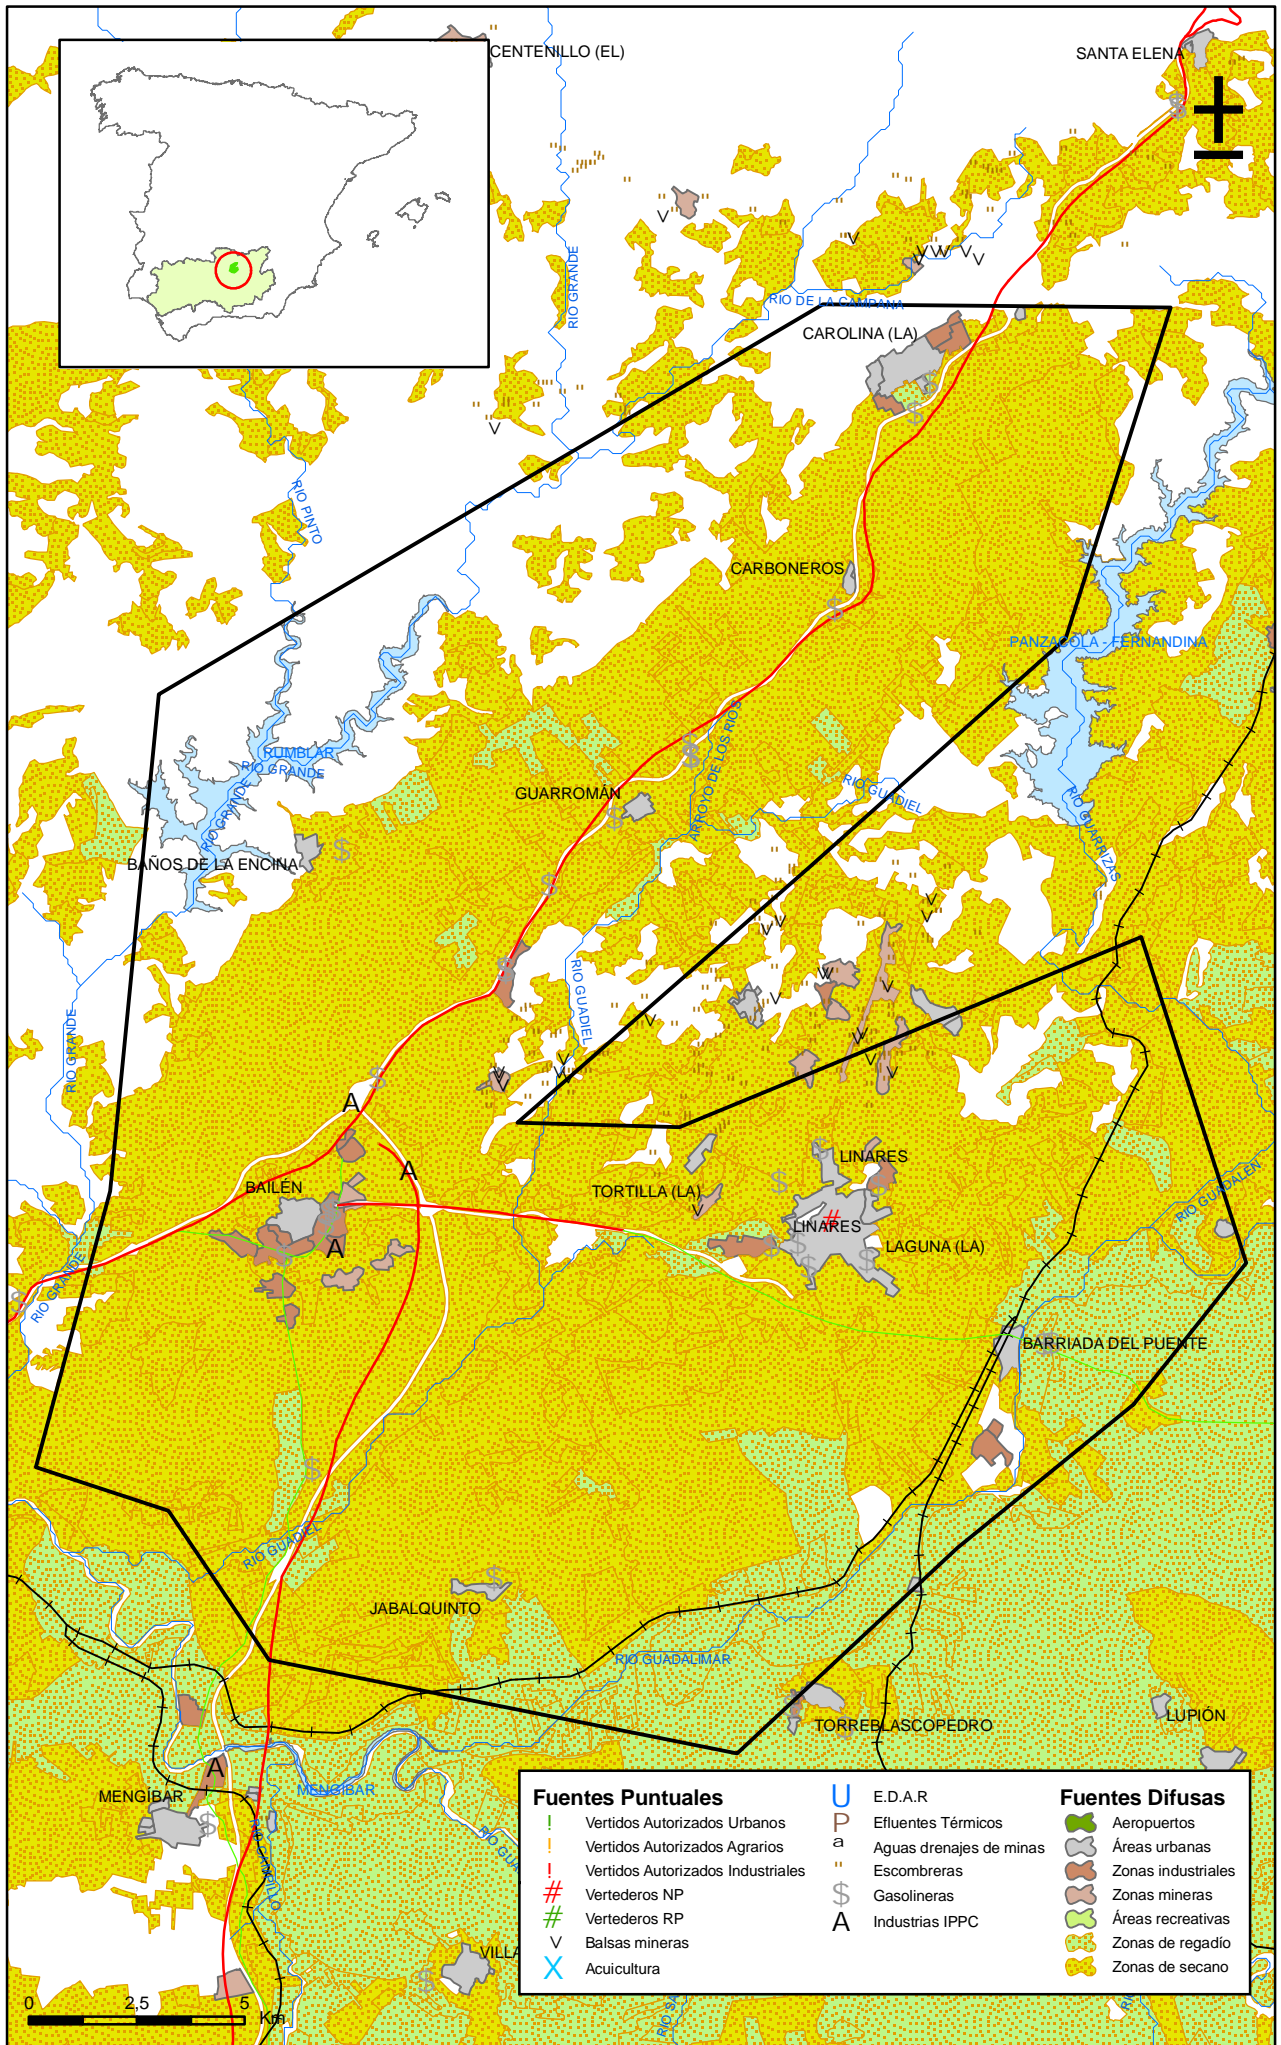 CENTENILLO (EL)
SANTA ELENA
RIO GRANDE
RIO DE LA CAMPANA
CAROLINA (LA)
RIO PINTO
CARBONEROS
PANZACOLA - FERNANDINA
RUMBLAR
RIO GRANDE
RIO GRANDE
ARROYO DE LOS RIOS
GUARROMÁN
RIO GUADIEL
RIO GUARRIZAS
BAÑOS DE LA ENCINA
RIO GUADIEL
RIO GRANDE
A
A
BAILÉN
LINARES
TORTILLA (LA)
LINARES
RIO GUADALEN
A
LAGUNA (LA)
RIO GRANDE
BARRIADA DEL PUENTE
RIO GUADIEL
JABALQUINTO
RIO GUADALIMAR
TORREBLASCOPEDRO
LUPIÓN
A
MENGÍBAR
MENGIBAR
RIO GUA
VILLA
RIO SA
0 2,5 5
Km
Fuentes Puntuales
! Vertidos Autorizados Urbanos
! Vertidos Autorizados Agrarios
! Vertidos Autorizados Industriales
# Vertederos NP
# Vertederos RP
V Balsas mineras
X Acuicultura
U E.D.A.R
P Efluentes Térmicos
a Aguas drenajes de minas
" Escombreras
$ Gasolineras
A Industrias IPPC
Fuentes Difusas
Aeropuertos
Áreas urbanas
Zonas industriales
Zonas mineras
Áreas recreativas
Zonas de regadío
Zonas de secano